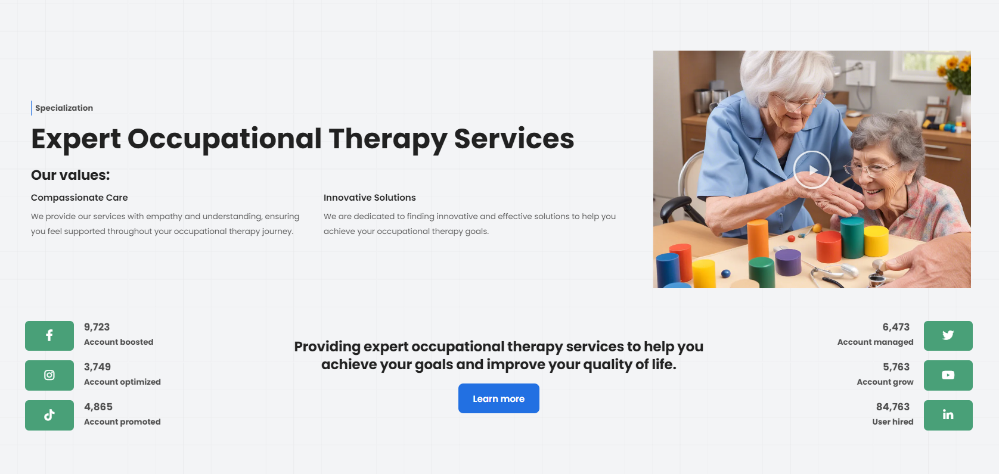 Specialization
Expert Occupational Therapy Services
Our values:
Compassionate Care
We provide our services with empathy and understanding, ensuring
you feel supported throughout your occupational therapy journey.
Innovative Solutions
We are dedicated to finding innovative and effective solutions to help you
achieve your occupational therapy goals.
9,723
Account boosted
3,749
Account optimized
4,865
Account promoted
Providing expert occupational therapy services to help you
achieve your goals and improve your quality of life.
Learn more
6,473
Account managed
5,763
Account grow
84,763
User hired